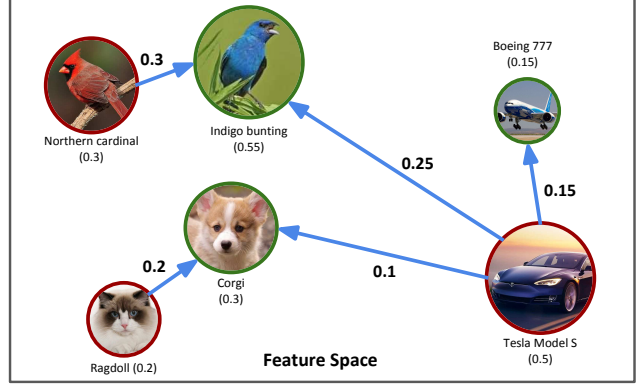 Boeing 777
(0.15)
0.3
Northern cardinal
(0.3)
Indigo bunting
(0.55)
0.25
0.15
0.2
Corgi
(0.3)
0.1
Ragdoll (0.2)
Feature Space
Tesla Model S
(0.5)